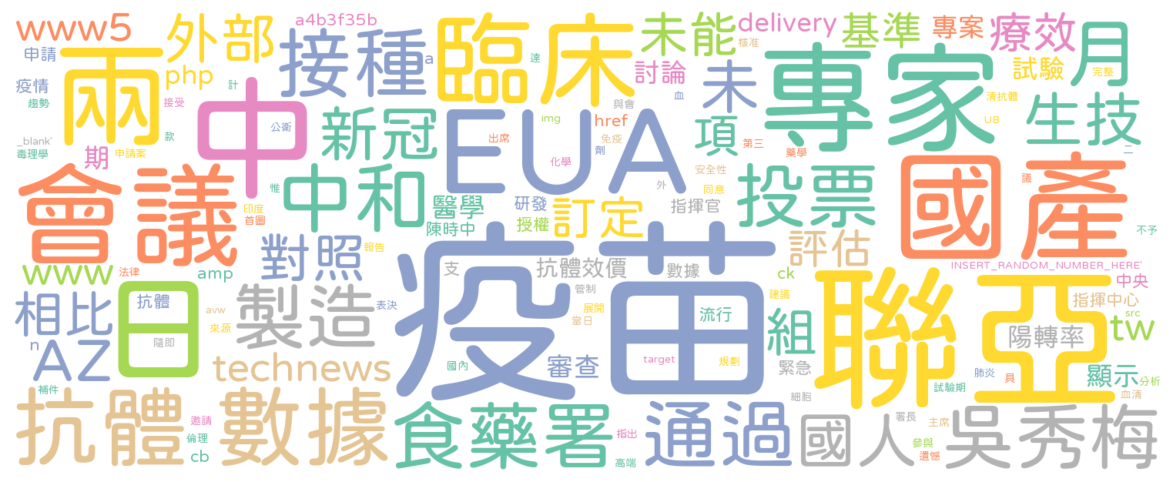 www5
外部
接種
臨床
未能
delivery
基準
專案
療效
月
a4b3f35b
申請
兩
php
a
達
核准
討論
未
專家
試驗
完整
疫情
趨勢
接受
計
中
新冠
EUA
與會
血
清抗體
生技
_blank"
毒理學
申請案
款
期
公衛
出席
img
href
免疫
劑
項
第三
藥學
UB
二
化學
安全性
會議
惟
印度
首圈
中和
醫學
陳時中
研發
授權
訂定
外
同意
指揮官
投票
國產
議
不予
www
法律
amp
對照
報告
疫苗
支
抗體效價
數據
評估
ck
INSERT_RANDOM_NUMBER_HERE'
中央
指揮中心
src
tw
相比
n
AZ
日
抗體
隨即
avw
來源
製造
表決
管制
展開
當日
流行
建議
組
聯亞
陽轉率
technews
國內
審查
target
規劃
緊急
細胞
試驗期
肺炎
具
顯示
分析
血清
補件
抗體
邀請
倫理
cb
數據
食藥署
指出
高端
通過
國人
署長
參與
主席
遺憾
吳秀梅